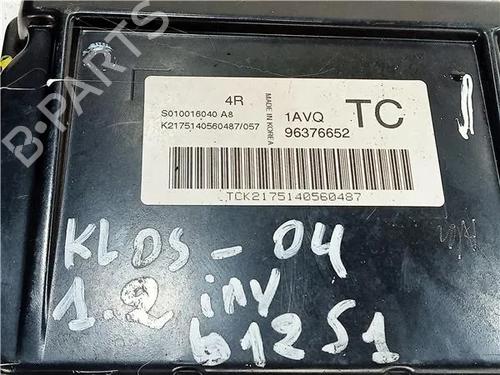 B-PARTS
4R
S010016040 A8
K2175140560487/057
MADE IN KOREA
1AVQ
TC
96376652
TCK2175140560487
KLOS-04
1.2 inY
b12S1